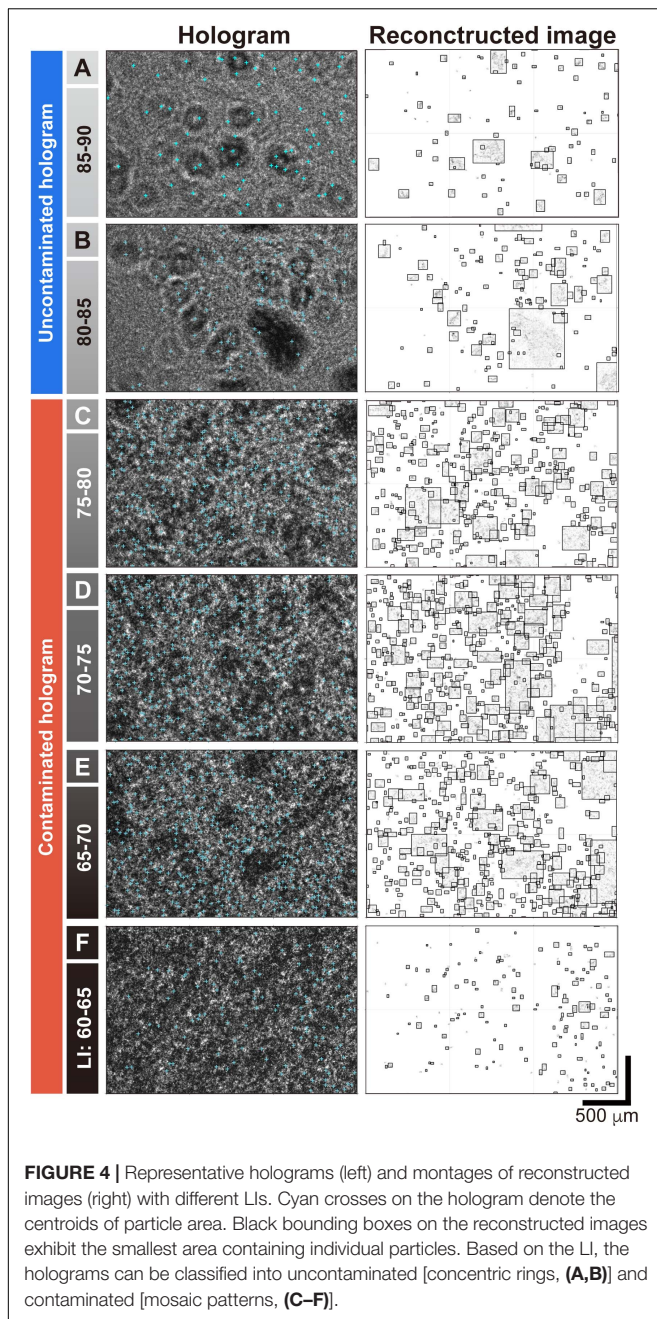 Hologram
Reconstructed image
Uncontaminated hologram
A
85-90
B
80-85
Contaminated hologram
C
75-80
D
70-75
E
65-70
F
LI: 60-65
500 μm
FIGURE 4 | Representative holograms (left) and montages of reconstructed
images (right) with different LIs. Cyan crosses on the hologram denote the
centroids of particle area. Black bounding boxes on the reconstructed images
exhibit the smallest area containing individual particles. Based on the LI, the
holograms can be classified into uncontaminated [concentric rings, (A,B)] and
contaminated [mosaic patterns, (C–F)].